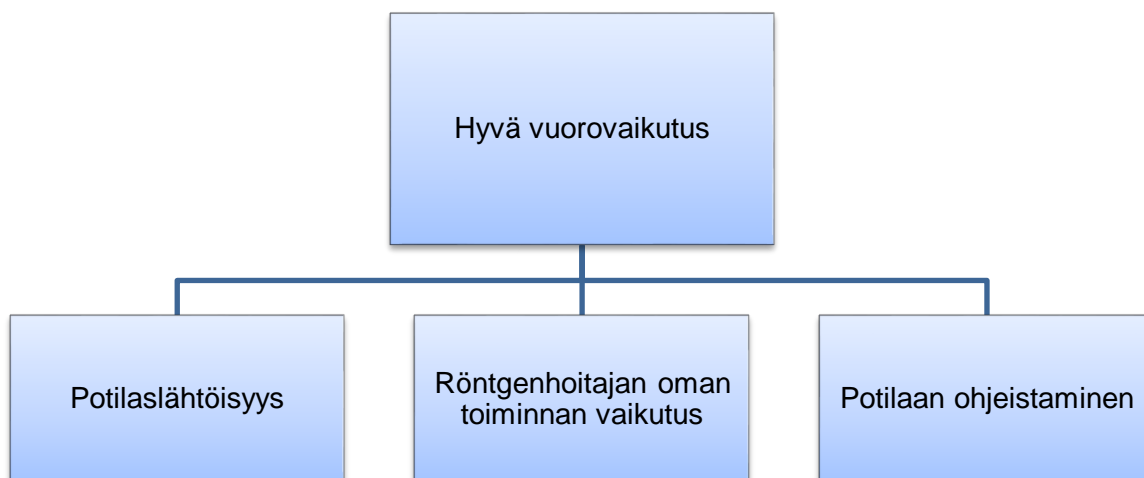 Hyvä vuorovaikutus
Potilaslähtöisyys
Röntgenhoitajan oman
toiminnan vaikutus
Potilaan ohjeistaminen